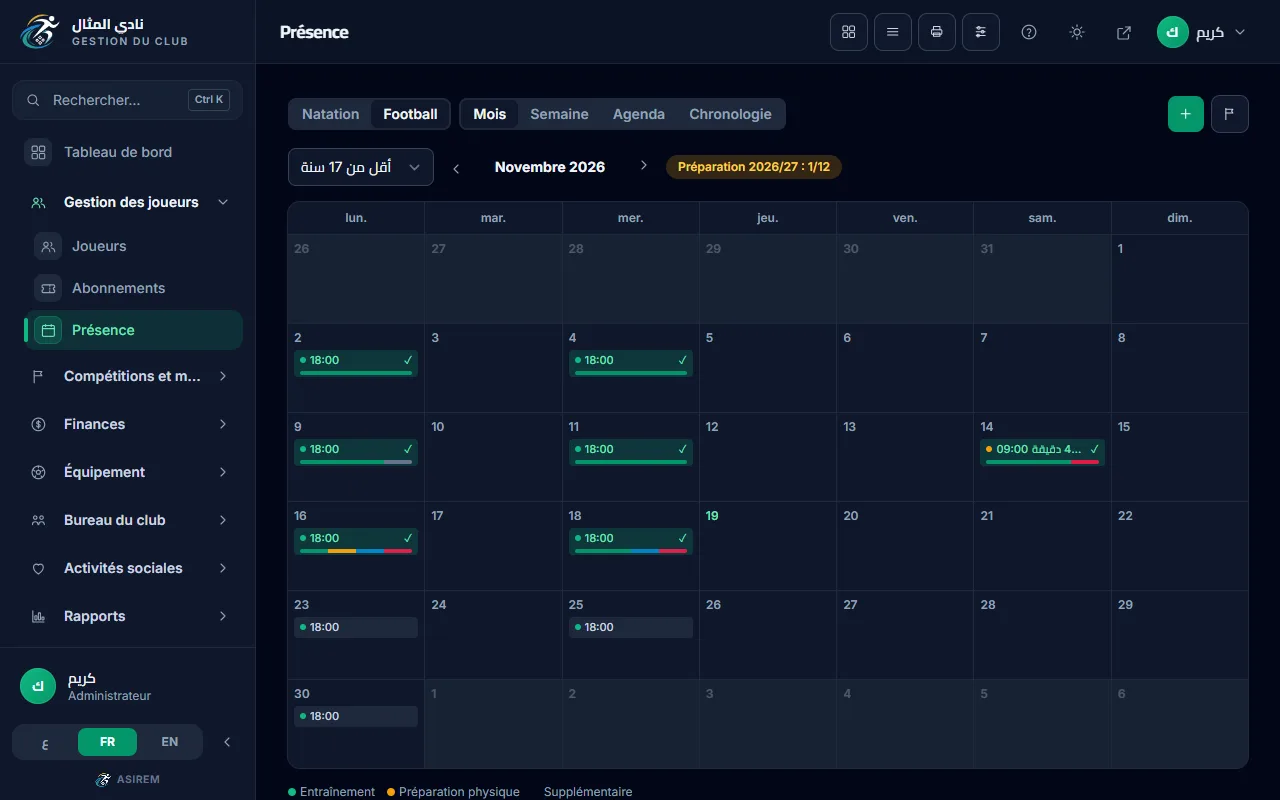 نادي المثال
GESTION DU CLUB
Rechercher...
Ctrl K
Tableau de bord
Gestion des joueurs
Joueurs
Abonnements
Présence
Compétitions et m...
Finances
Équipement
Bureau du club
Activités sociales
Rapports
ك
كريم
Administrateur
ع
FR
EN
ASIREM
Présence
ك
كريم
Natation
Football
Mois
Semaine
Agenda
Chronologie
أقل من 17 سنة
Novembre 2026
Préparation 2026/27 : 1/12
lun. mar. mer. jeu. ven. sam. dim.
26 27 28 29 30 31 1
2 3 4 5 6 7 8
18:00 ✓ 18:00 ✓
9 10 11 12 13 14 15
18:00 ✓ 18:00 ✓ 09:00 4 دقيقة... ✓
16 17 18 19 20 21 22
18:00 ✓ 18:00 ✓
23 24 25 26 27 28 29
18:00 18:00
30 1 2 3 4 5 6
18:00
Entraînement Préparation physique Supplémentaire